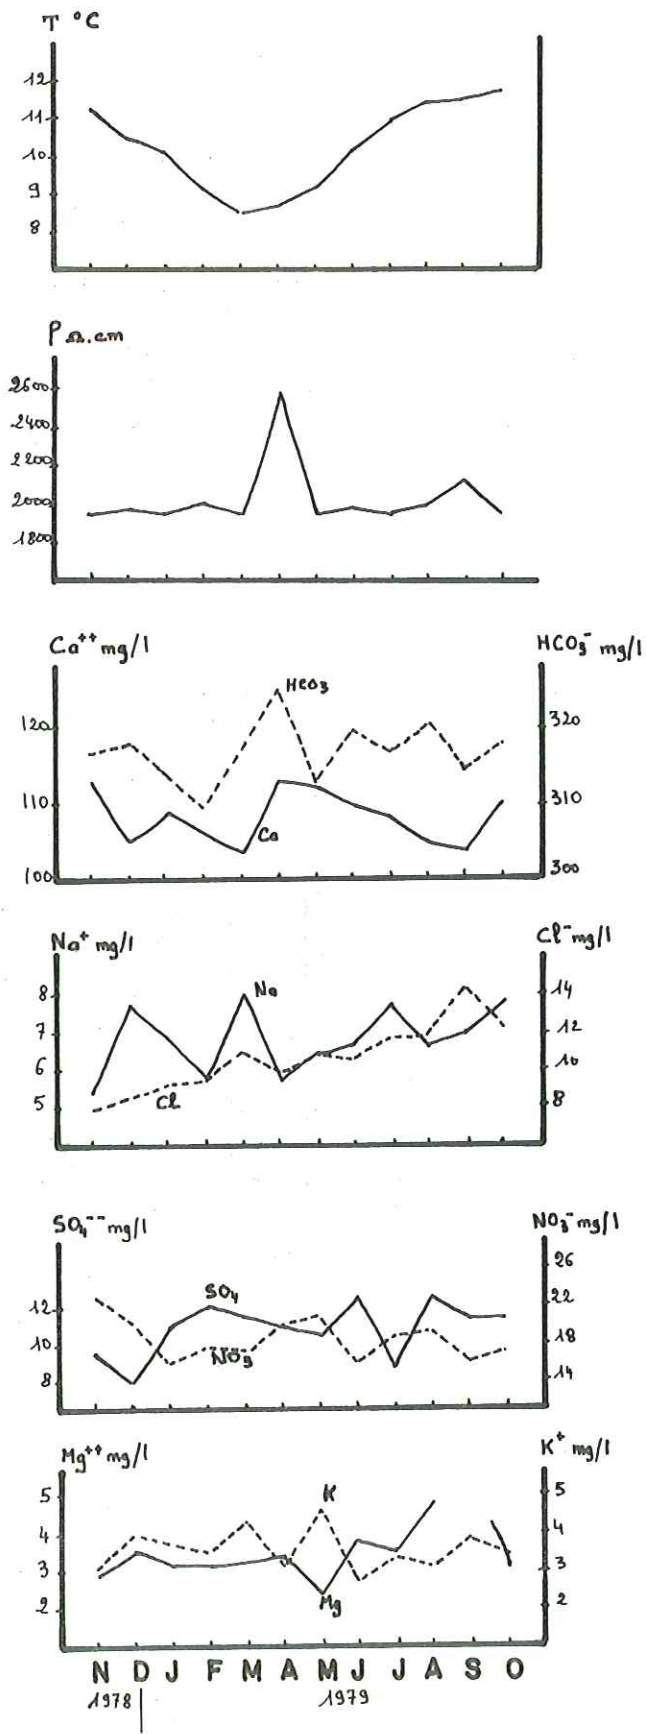 T °C
12
11
10
9
8
ρ Ω.cm
2600
2400
2200
2000
1800
Ca⁺⁺ mg/l HCO₃⁻ mg/l
HCO₃
120 320
110 310
Ca
100 300
Na⁺ mg/l Cl⁻ mg/l
Na
8 14
7 12
6 10
5 8
Cl
SO₄⁻⁻ mg/l NO₃⁻ mg/l
26
SO₄
12 22
10 18
NO₃
8 14
Mg⁺⁺ mg/l K⁺ mg/l
K
5 5
4 4
3 3
2 2
Mg
N D J F M A M J J A S O
1978 1979